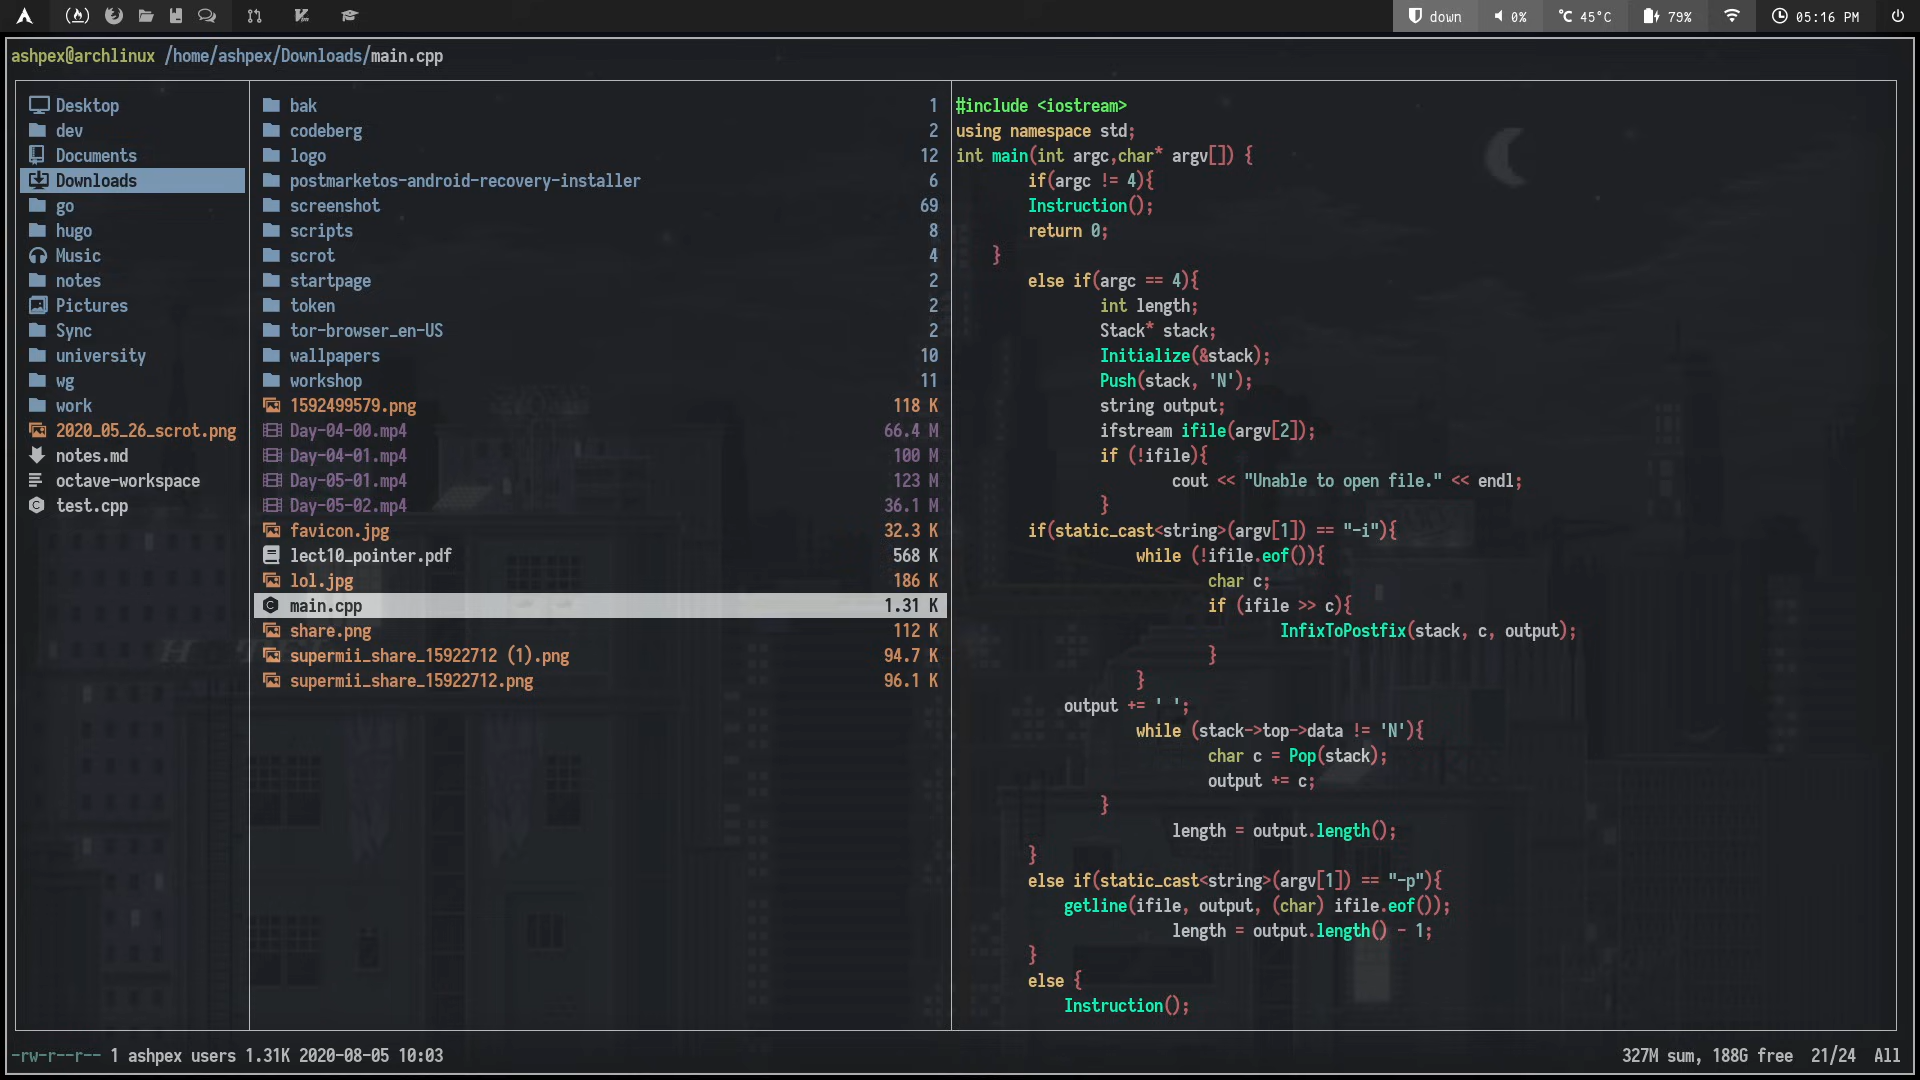 down 0% 45°C 79% 05:16 PM
ashpex@archlinux /home/ashpex/Downloads/main.cpp
Desktop
dev
Documents
Downloads
go
hugo
Music
notes
Pictures
Sync
university
wg
work
2020_05_26_scrot.png
notes.md
octave-workspace
test.cpp
bak 1
codeberg 2
logo 12
postmarketos-android-recovery-installer 6
screenshot 69
scripts 8
scrot 4
startpage 2
token 2
tor-browser_en-US 2
wallpapers 10
workshop 11
1592499579.png 118 K
Day-04-00.mp4 66.4 M
Day-04-01.mp4 100 M
Day-05-01.mp4 123 M
Day-05-02.mp4 36.1 M
favicon.jpg 32.3 K
lect10_pointer.pdf 568 K
lol.jpg 186 K
main.cpp 1.31 K
share.png 112 K
supermii_share_15922712 (1).png 94.7 K
supermii_share_15922712.png 96.1 K
#include <iostream>
using namespace std;
int main(int argc,char* argv[]) {
if(argc != 4){
Instruction();
return 0;
}
else if(argc == 4){
int length;
Stack* stack;
Initialize(&stack);
Push(stack, 'N');
string output;
ifstream ifile(argv[2]);
if (!ifile){
cout << "Unable to open file." << endl;
}
if(static_cast<string>(argv[1]) == "-i"){
while (!ifile.eof()){
char c;
if (ifile >> c){
InfixToPostfix(stack, c, output);
}
}
output += ' ';
while (stack->top->data != 'N'){
char c = Pop(stack);
output += c;
}
length = output.length();
}
else if(static_cast<string>(argv[1]) == "-p"){
getline(ifile, output, (char) ifile.eof());
length = output.length() - 1;
}
else {
Instruction();
-rw-r--r-- 1 ashpex users 1.31K 2020-08-05 10:03
327M sum, 188G free 21/24 All